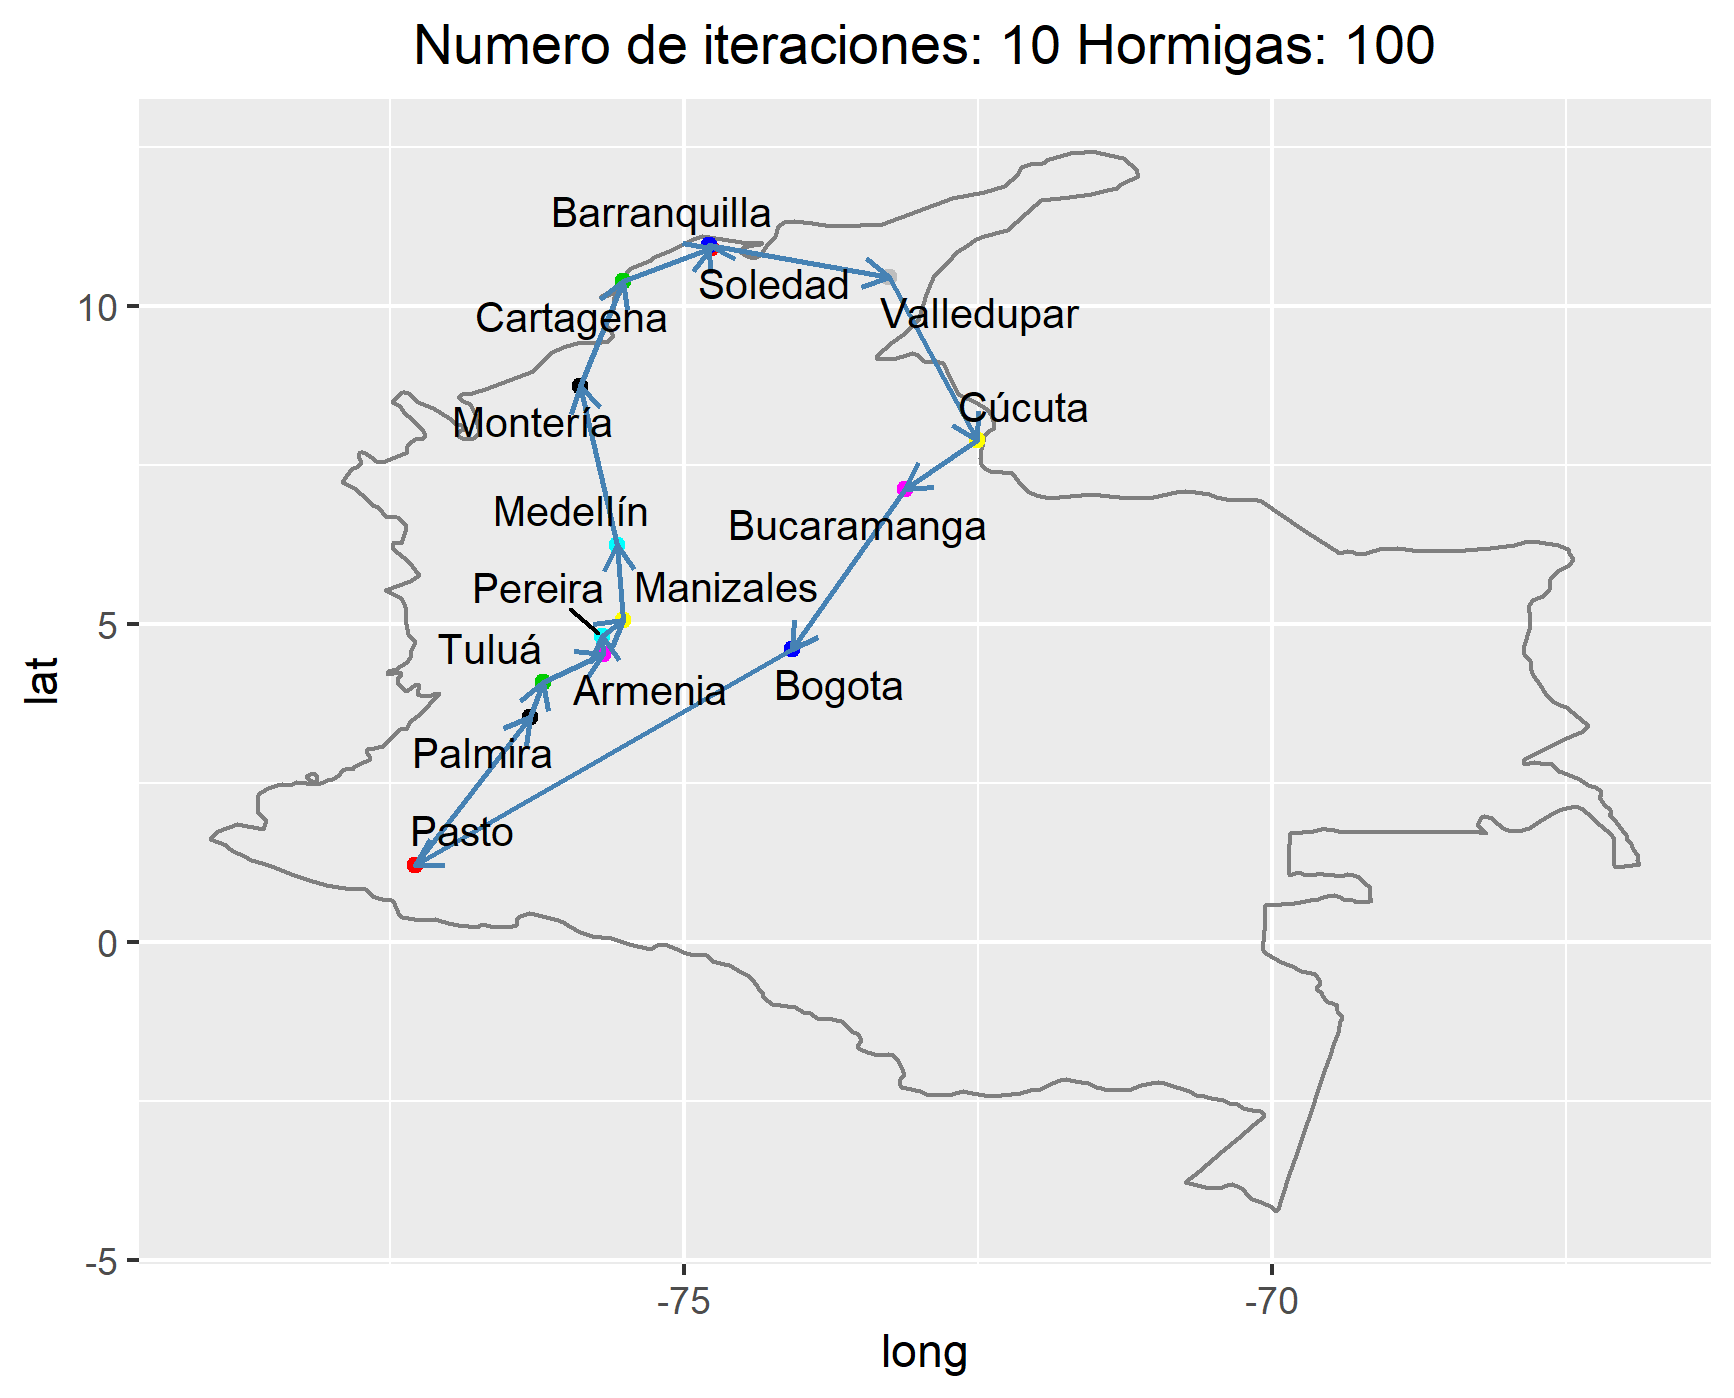 Numero de iteraciones: 10 Hormigas: 100
Barranquilla
Soledad
Cartagena
Valledupar
Montería
Cúcuta
Medellín
Bucaramanga
Pereira
Manizales
Tuluá
Armenia
Bogota
Palmira
Pasto
10
5
0
-5
lat
-75
-70
long